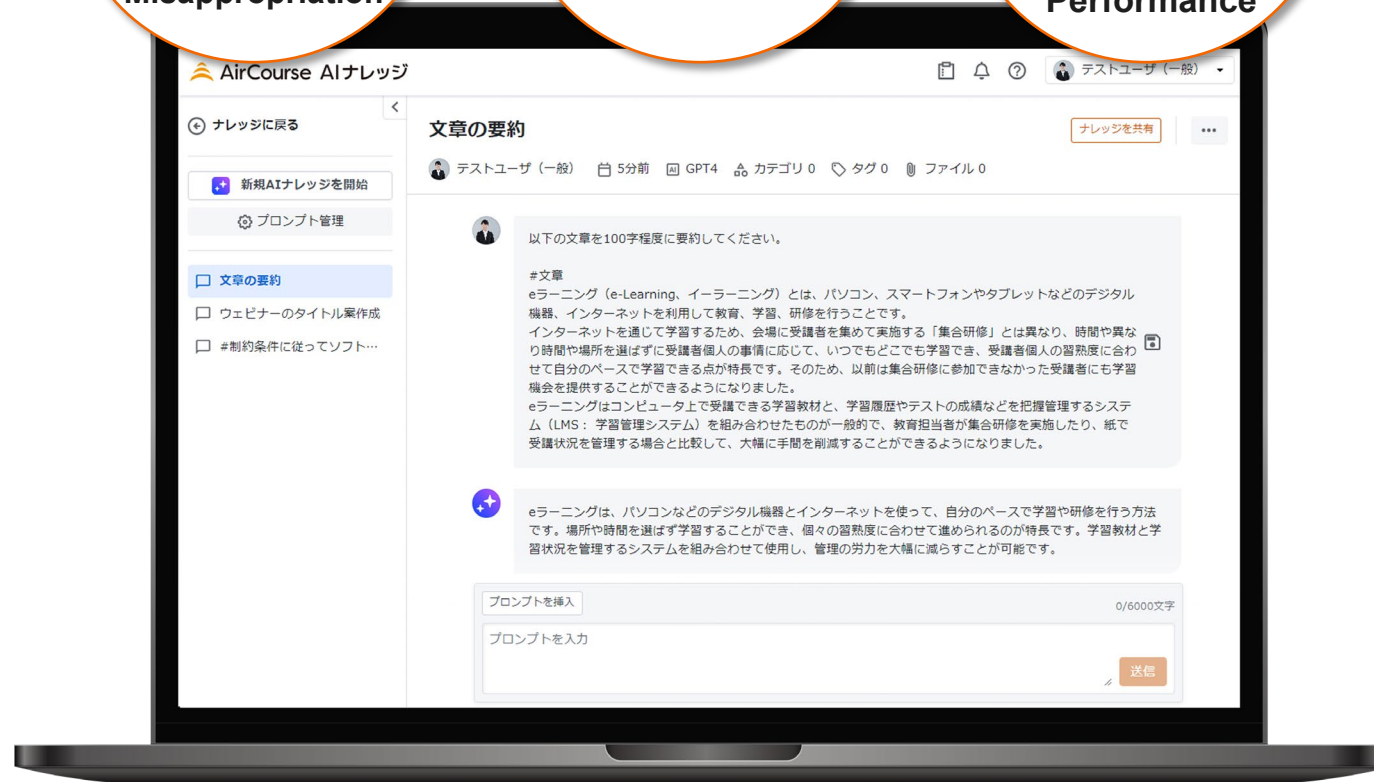 Misappropriation
Performance
AirCourse AIナレッジ
テストユーザ（一般）
ナレッジに戻る
新規AIナレッジを開始
プロンプト管理
文章の要約
ウェビナーのタイトル案作成
#制約条件に従ってソフト…
文章の要約
ナレッジを共有
テストユーザ（一般） 5分前 AI GPT4 カテゴリ 0 タグ 0 ファイル 0
以下の文章を100字程度に要約してください。
#文章
eラーニング（e-Learning、イーラーニング）とは、パソコン、スマートフォンやタブレットなどのデジタル
機器、インターネットを利用して教育、学習、研修を行うことです。
インターネットを通じて学習するため、会場に受講者を集めて実施する「集合研修」とは異なり、時間や異な
り時間や場所を選ばずに受講者個人の事情に応じて、いつでもどこでも学習でき、受講者個人の習熟度に合わ
せて自分のペースで学習できる点が特長です。そのため、以前は集合研修に参加できなかった受講者にも学習
機会を提供することができるようになりました。
eラーニングはコンピュータ上で受講できる学習教材と、学習履歴やテストの成績などを把握管理するシステ
ム（LMS： 学習管理システム）を組み合わせたものが一般的で、教育担当者が集合研修を実施したり、紙で
受講状況を管理する場合と比較して、大幅に手間を削減することができるようになりました。
eラーニングは、パソコンなどのデジタル機器とインターネットを使って、自分のペースで学習や研修を行う方法
です。場所や時間を選ばず学習することができ、個々の習熟度に合わせて進められるのが特長です。学習教材と学
習状況を管理するシステムを組み合わせて使用し、管理の労力を大幅に減らすことが可能です。
プロンプトを挿入
0/6000文字
プロンプトを入力
送信